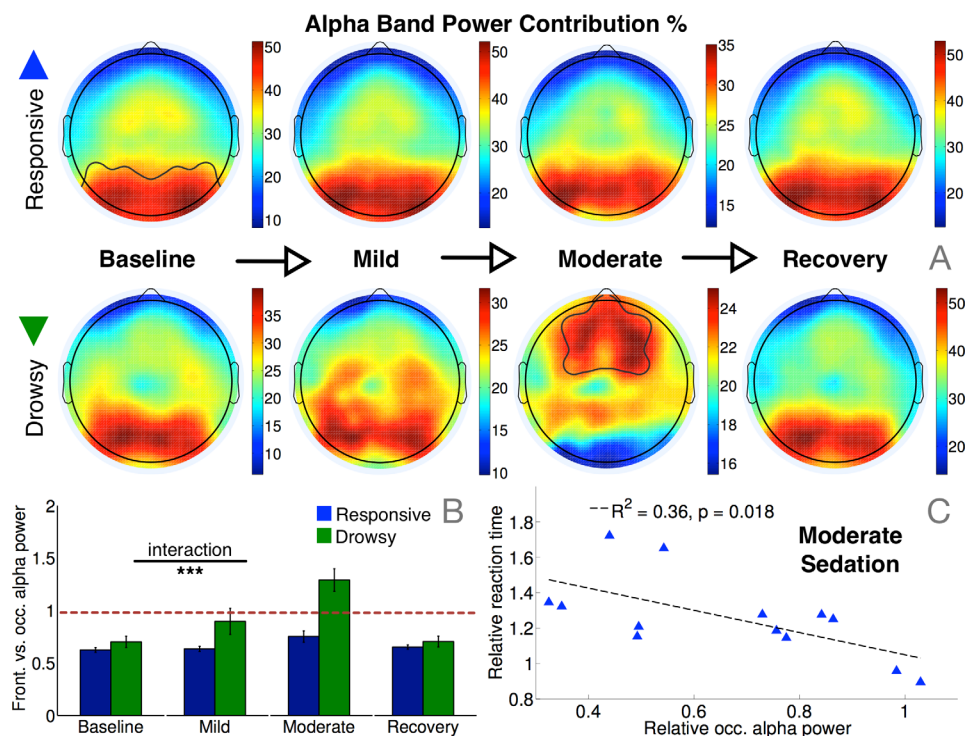 Alpha Band Power Contribution %
Responsive
50
40
30
20
10
50
40
30
20
35
30
25
20
15
50
40
30
20
Baseline
Mild
Moderate
Recovery
A
Drowsy
35
30
25
20
15
10
30
25
20
15
10
24
22
20
18
16
50
40
30
20
B
Front. vs. occ. alpha power
2
1.5
1
0.5
0
Responsive
Drowsy
interaction
***
Baseline
Mild
Moderate
Recovery
C
Relative reaction time
1.8
1.6
1.4
1.2
1
0.8
R² = 0.36, p = 0.018
Moderate
Sedation
0.4
0.6
0.8
1
Relative occ. alpha power